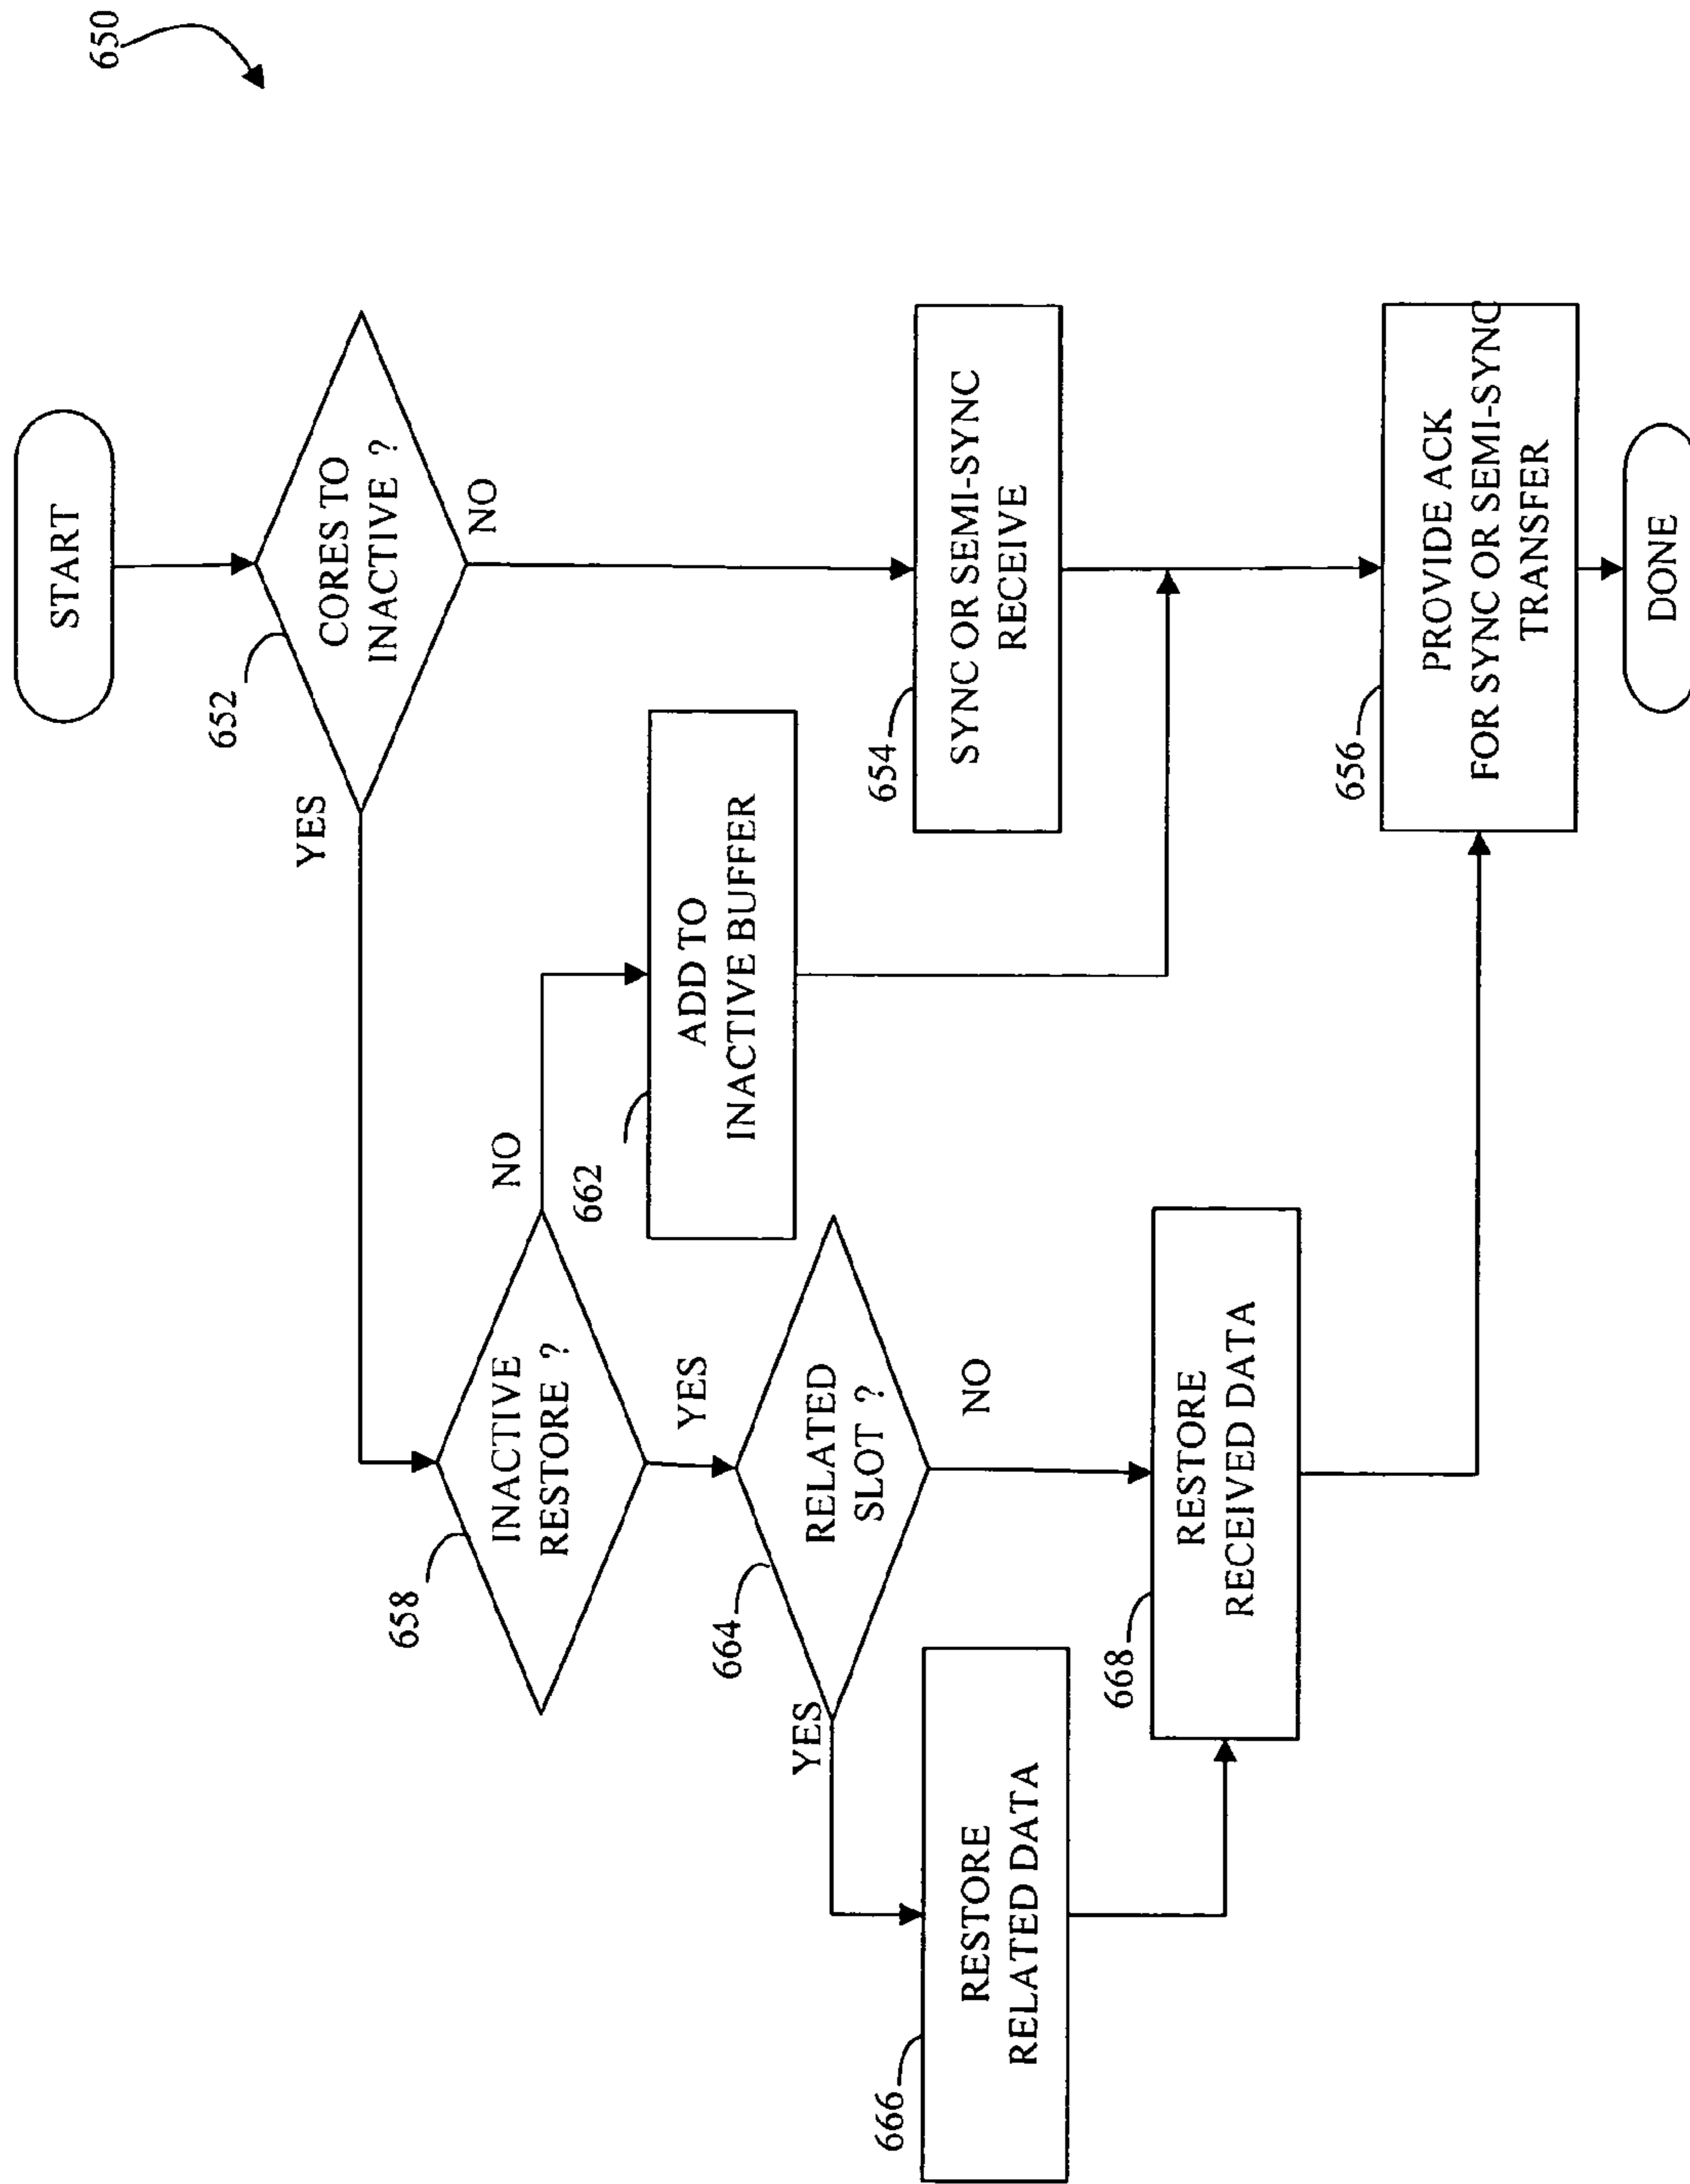 650
START
652
CORES TO
INACTIVE ?
YES
NO
658
INACTIVE
RESTORE ?
NO
YES
662
ADD TO
INACTIVE BUFFER
664
RELATED
SLOT ?
YES
NO
654
SYNC OR SEMI-SYNC
RECEIVE
666
RESTORE
RELATED DATA
668
RESTORE
RECEIVED DATA
656
PROVIDE ACK
FOR SYNC OR SEMI-SYNC
TRANSFER
DONE